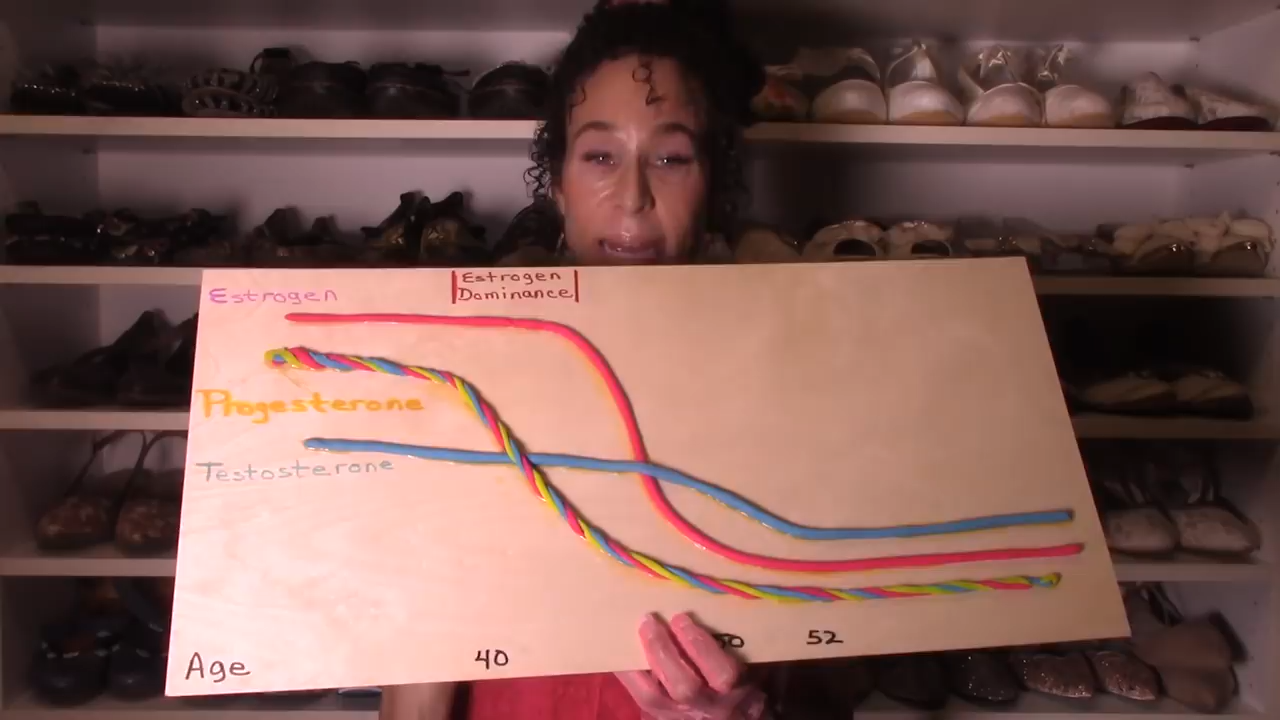 Estrogen
Estrogen
Dominance
Progesterone
Testosterone
Age
40
52